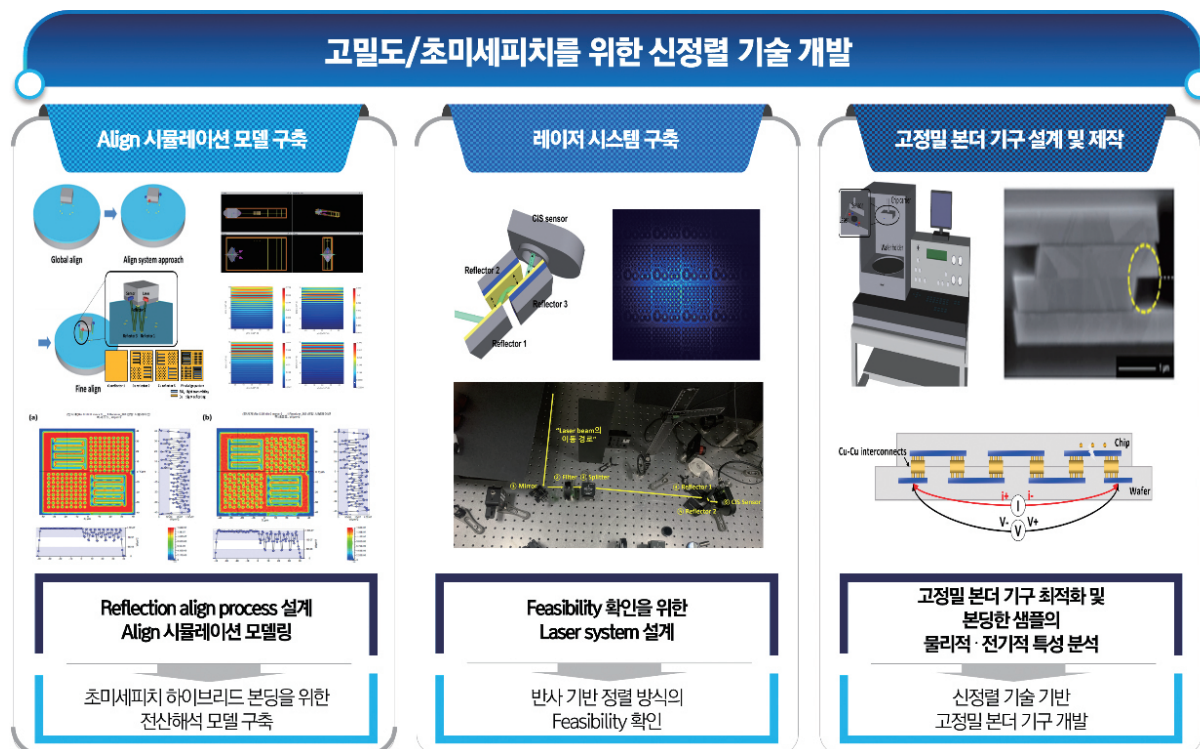 고밀도/초미세피치를 위한 신정렬 기술 개발
Align 시뮬레이션 모델 구축
Global align
Align system approach
Fine align
(a)
(b)
Reflection align process 설계
Align 시뮬레이션 모델링
초미세피치 하이브리드 본딩을 위한
전산해석 모델 구축
레이저 시스템 구축
CIS sensor
Reflector 2
Reflector 3
Reflector 1
"Laser beam의
이동 경로"
① Mirror
② Filter
③ Splitter
④ Reflector 1
⑤ Reflector 2
⑥ CIS Sensor
Feasibility 확인을 위한
Laser system 설계
반사 기반 정렬 방식의
Feasibility 확인
고정밀 본더 기구 설계 및 제작
Cu-Cu interconnects
Chip
Wafer
i+
i-
I
V-
V+
V
고정밀 본더 기구 최적화 및
본딩한 샘플의
물리적·전기적 특성 분석
신정렬 기술 기반
고정밀 본더 기구 개발